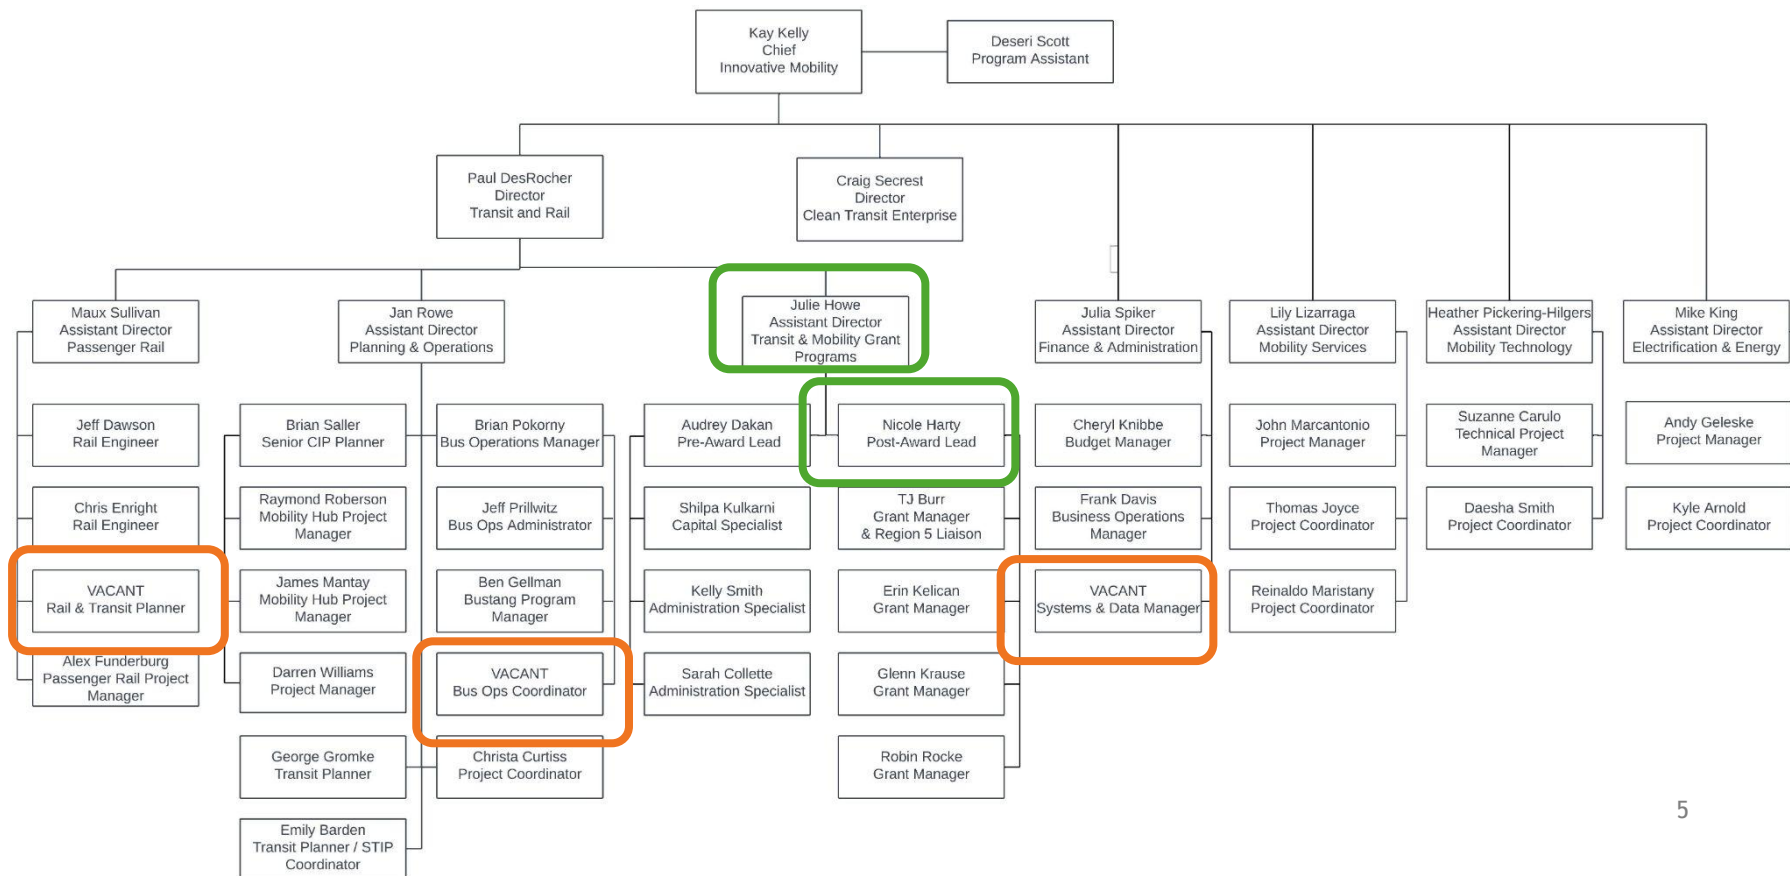 Kay Kelly
Chief
Innovative Mobility
Deseri Scott
Program Assistant
Paul DesRocher
Director
Transit and Rail
Craig Secrest
Director
Clean Transit Enterprise
Maux Sullivan
Assistant Director
Passenger Rail
Jan Rowe
Assistant Director
Planning & Operations
Julie Howe
Assistant Director
Transit & Mobility Grant
Programs
Julia Spiker
Assistant Director
Finance & Administration
Lily Lizarraga
Assistant Director
Mobility Services
Heather Pickering-Hilgers
Assistant Director
Mobility Technology
Mike King
Assistant Director
Electrification & Energy
Jeff Dawson
Rail Engineer
Brian Saller
Senior CIP Planner
Brian Pokorny
Bus Operations Manager
Audrey Dakan
Pre-Award Lead
Nicole Harty
Post-Award Lead
Cheryl Knibbe
Budget Manager
John Marcantonio
Project Manager
Suzanne Carulo
Technical Project
Manager
Andy Geleske
Project Manager
Chris Enright
Rail Engineer
Raymond Roberson
Mobility Hub Project
Manager
Jeff Prillwitz
Bus Ops Administrator
Shilpa Kulkarni
Capital Specialist
TJ Burr
Grant Manager
& Region 5 Liaison
Frank Davis
Business Operations
Manager
Thomas Joyce
Project Coordinator
Daesha Smith
Project Coordinator
Kyle Arnold
Project Coordinator
VACANT
Rail & Transit Planner
James Mantay
Mobility Hub Project
Manager
Ben Gellman
Bustang Program
Manager
Kelly Smith
Administration Specialist
Erin Kelican
Grant Manager
VACANT
Systems & Data Manager
Reinaldo Maristany
Project Coordinator
Alex Funderburg
Passenger Rail Project
Manager
Darren Williams
Project Manager
VACANT
Bus Ops Coordinator
Sarah Collette
Administration Specialist
Glenn Krause
Grant Manager
George Gromke
Transit Planner
Christa Curtiss
Project Coordinator
Robin Rocke
Grant Manager
Emily Barden
Transit Planner / STIP
Coordinator
5